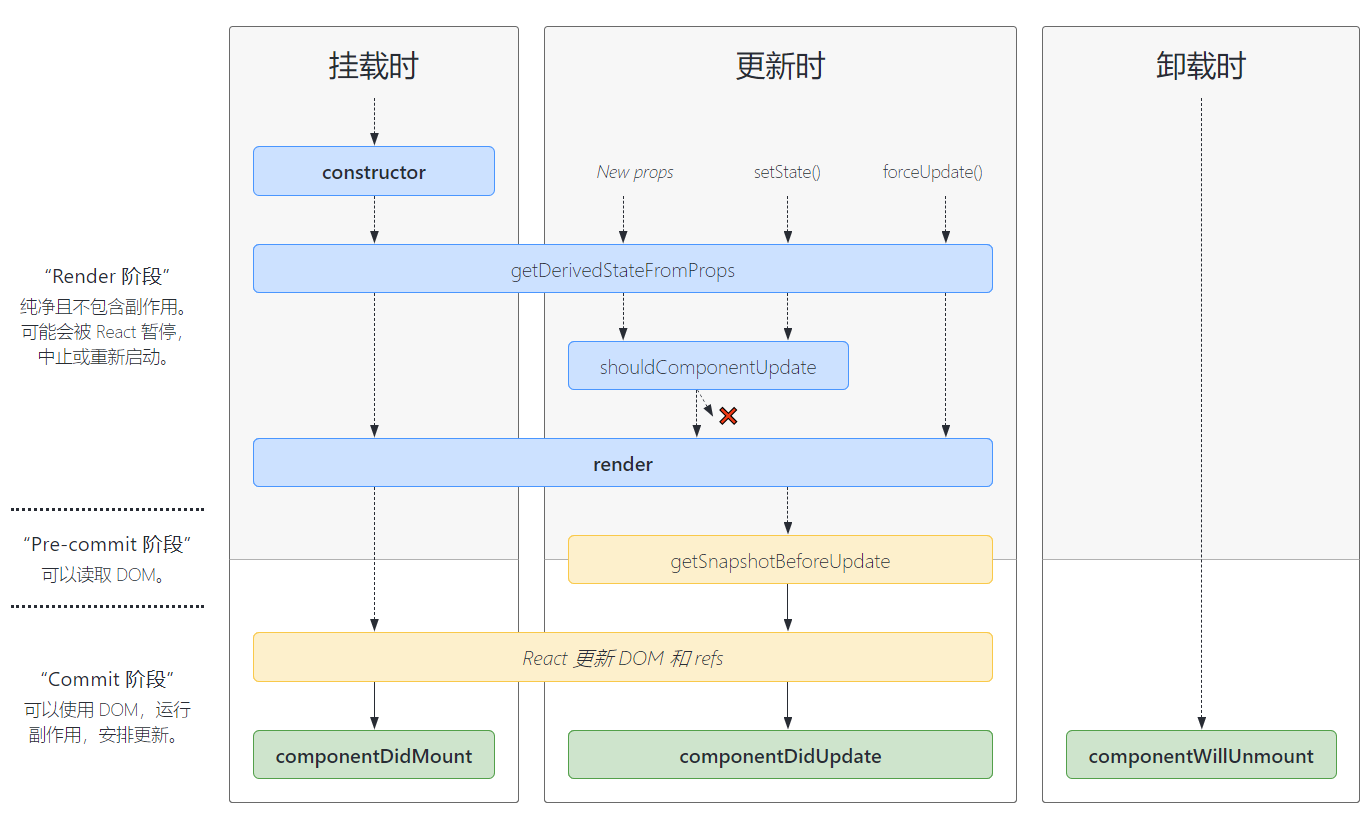 挂载时
更新时
卸载时
constructor
New props
setState()
forceUpdate()
getDerivedStateFromProps
“Render 阶段”
纯净且不包含副作用。
可能会被 React 暂停，
中止或重新启动。
shouldComponentUpdate
render
“Pre-commit 阶段”
可以读取 DOM。
getSnapshotBeforeUpdate
React 更新 DOM 和 refs
“Commit 阶段”
可以使用 DOM，运行
副作用，安排更新。
componentDidMount
componentDidUpdate
componentWillUnmount